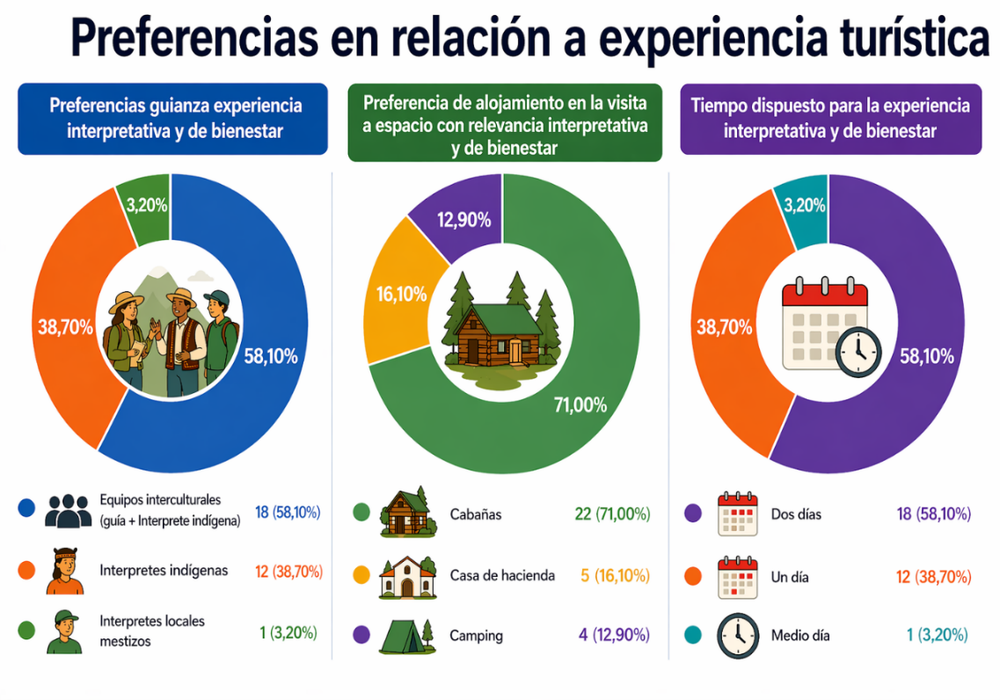 Preferencias en relación a experiencia turística
Preferencias guianza experiencia
interpretativa y de bienestar
3,20%
38,70%
58,10%
Equipos interculturales
(guía + Interprete indígena)
18 (58,10%)
Interpretes indígenas
12 (38,70%)
Interpretes locales
mestizos
1 (3,20%)
Preferencia de alojamiento en la visita
a espacio con relevancia interpretativa
y de bienestar
12,90%
16,10%
71,00%
Cabañas
22 (71,00%)
Casa de hacienda
5 (16,10%)
Camping
4 (12,90%)
Tiempo dispuesto para la experiencia
interpretativa y de bienestar
3,20%
38,70%
58,10%
Dos días
18 (58,10%)
Un día
12 (38,70%)
Medio día
1 (3,20%)